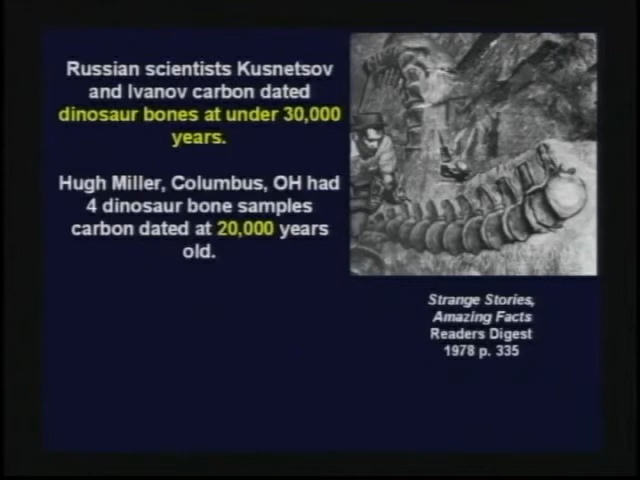 Russian scientists Kusnetsov
and Ivanov carbon dated
dinosaur bones at under 30,000
years.
Hugh Miller, Columbus, OH had
4 dinosaur bone samples
carbon dated at 20,000 years
old.
Strange Stories,
Amazing Facts
Readers Digest
1978 p. 335